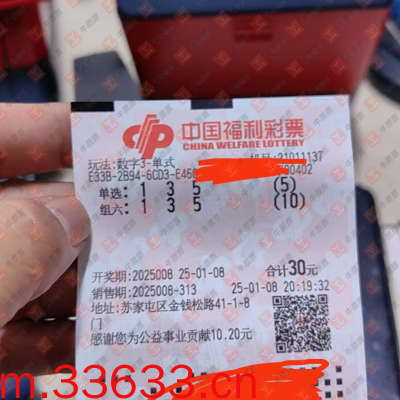 中国福利彩票
CHINA WELFARE LOTTERY
玩法:数字3-单式
机号:21011137
E33B-2B94-6CD3-E46
单选:1 3 5 (5)
组六:1 3 5 (10)
开奖期:2025008 25-01-08 合计30元
销售期:2025008-313 25-01-08 20:19:32
地址:苏家屯区金钱松路41-1-8
门
感谢您为公益事业贡献10.20元
m.33633.cn